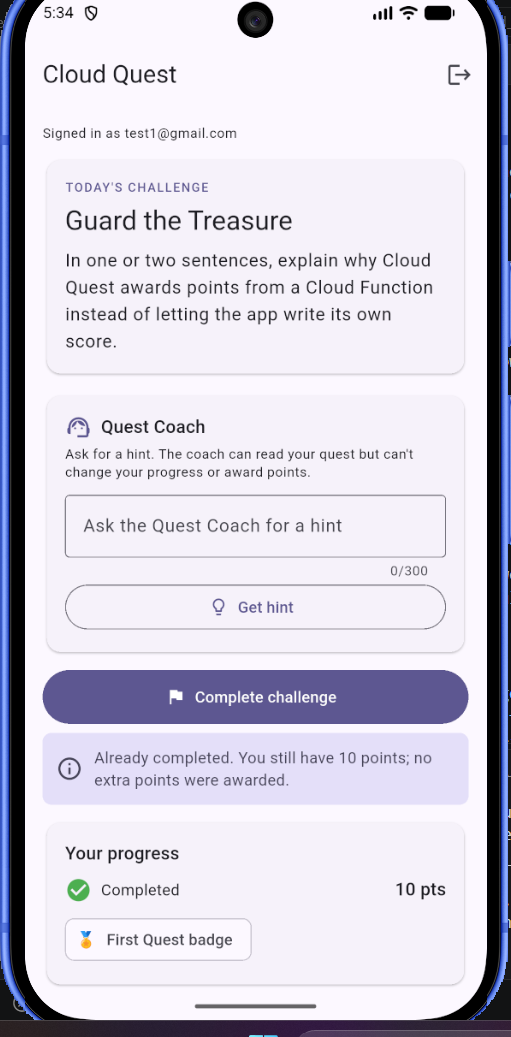 5:34
Cloud Quest
Signed in as test1@gmail.com
TODAY'S CHALLENGE
Guard the Treasure
In one or two sentences, explain why Cloud
Quest awards points from a Cloud Function
instead of letting the app write its own
score.
Quest Coach
Ask for a hint. The coach can read your quest but can't
change your progress or award points.
Ask the Quest Coach for a hint
0/300
Get hint
Complete challenge
Already completed. You still have 10 points; no
extra points were awarded.
Your progress
Completed
10 pts
First Quest badge